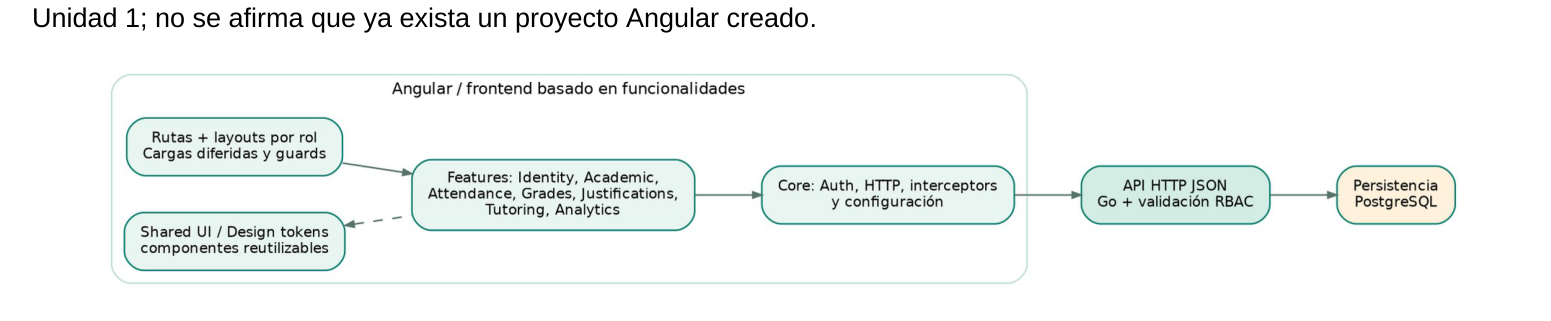 Unidad 1; no se afirma que ya exista un proyecto Angular creado.
Angular / frontend basado en funcionalidades
Rutas + layouts por rol
Cargas diferidas y guards
Shared UI / Design tokens
componentes reutilizables
Features: Identity, Academic,
Attendance, Grades, Justifications,
Tutoring, Analytics
Core: Auth, HTTP, interceptors
y configuración
API HTTP JSON
Go + validación RBAC
Persistencia
PostgreSQL